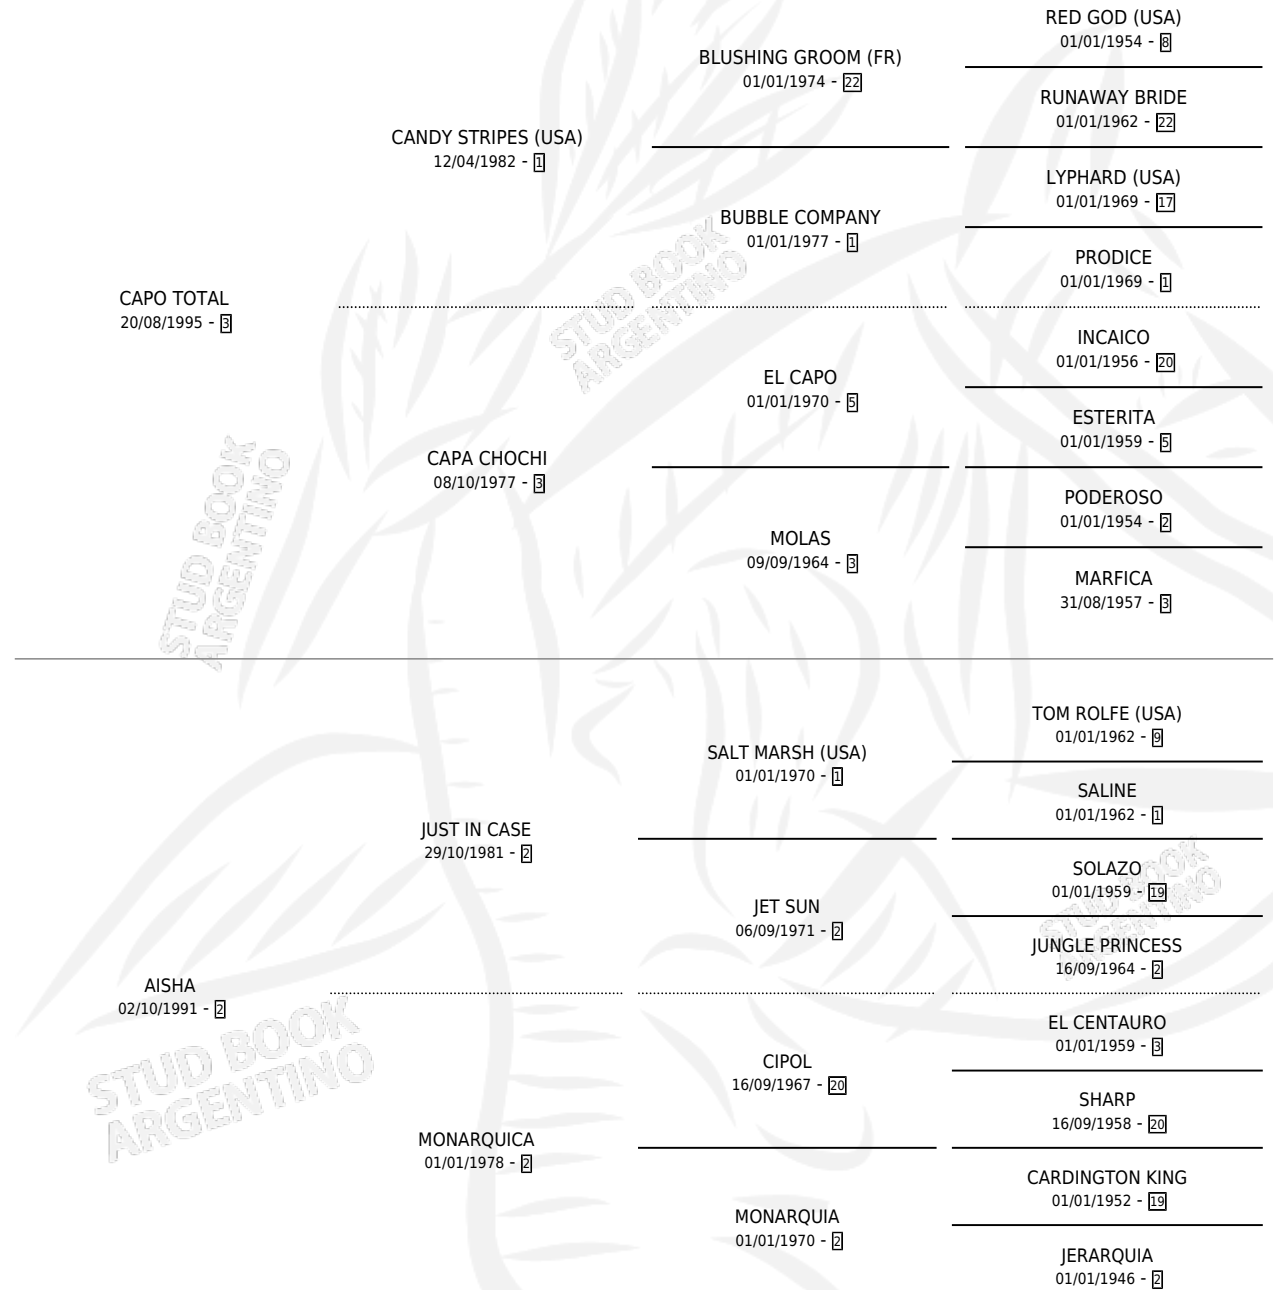 RED GOD (USA)
01/01/1954 - 8
BLUSHING GROOM (FR)
01/01/1974 - 22
RUNAWAY BRIDE
01/01/1962 - 22
CANDY STRIPES (USA)
12/04/1982 - 1
LYPHARD (USA)
01/01/1969 - 17
BUBBLE COMPANY
01/01/1977 - 1
PRODICE
01/01/1969 - 1
CAPO TOTAL
20/08/1995 - 3
STUD BOOK
ARGENTINO
INCAICO
01/01/1956 - 20
EL CAPO
01/01/1970 - 5
ESTERITA
01/01/1959 - 5
CAPA CHOCHI
08/10/1977 - 3
PODEROSO
01/01/1954 - 2
MOLAS
09/09/1964 - 3
MARFICA
31/08/1957 - 3
STUD BOOK
ARGENTINO
TOM ROLFE (USA)
01/01/1962 - 9
SALT MARSH (USA)
01/01/1970 - 1
SALINE
01/01/1962 - 1
JUST IN CASE
29/10/1981 - 2
SOLAZO
01/01/1959 - 19
STUD BOOK
ARGENTINO
JET SUN
06/09/1971 - 2
JUNGLE PRINCESS
16/09/1964 - 2
AISHA
02/10/1991 - 2
STUD BOOK
ARGENTINO
EL CENTAURO
01/01/1959 - 3
CIPOL
16/09/1967 - 20
SHARP
16/09/1958 - 20
MONARQUICA
01/01/1978 - 2
CARDINGTON KING
01/01/1952 - 19
MONARQUIA
01/01/1970 - 2
JERARQUIA
01/01/1946 - 2